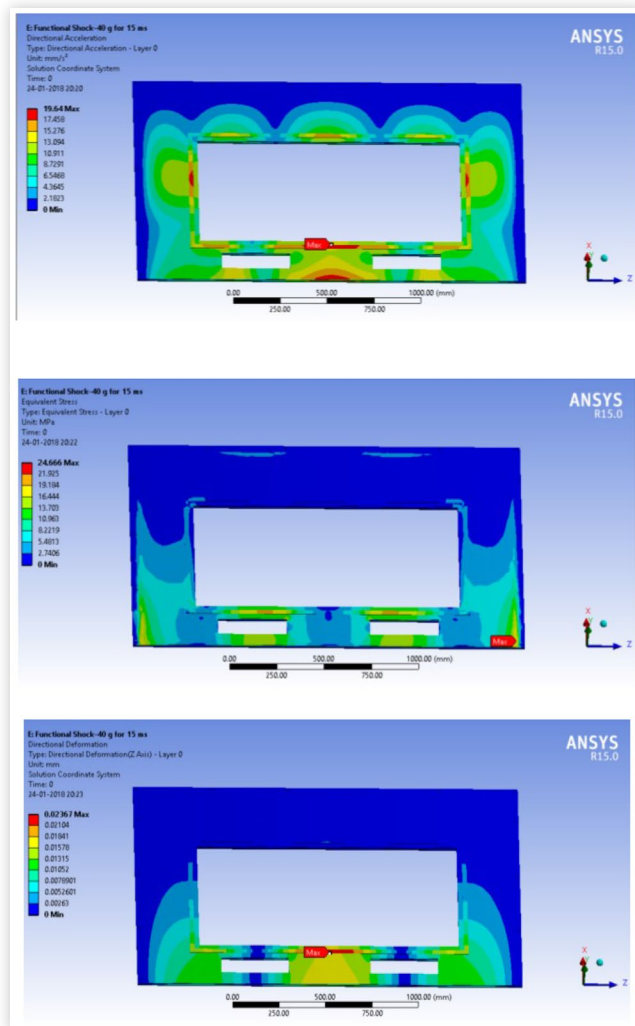 E: Functional Shock-40 g for 15 ms
Directional Acceleration
Type: Directional Acceleration - Layer 0
Unit: mm/s²
Solution Coordinate System
Time: 0
24-01-2018 20:20
ANSYS
R15.0
19.64 Max
17.458
15.276
13.094
10.911
8.7291
6.5468
4.3645
2.1823
0 Min
Max
0.00 500.00 1000.00 (mm)
250.00 750.00
X
Y
Z
E: Functional Shock-40 g for 15 ms
Equivalent Stress
Type: Equivalent Stress - Layer 0
Unit: MPa
Time: 0
24-01-2018 20:22
ANSYS
R15.0
24.666 Max
21.925
19.184
16.444
13.703
10.963
8.2219
5.4813
2.7406
0 Min
Max
0.00 500.00 1000.00 (mm)
250.00 750.00
X
Y
Z
E: Functional Shock-40 g for 15 ms
Directional Deformation
Type: Directional Deformation(Z Axis) - Layer 0
Unit: mm
Solution Coordinate System
Time: 0
24-01-2018 20:23
ANSYS
R15.0
0.02367 Max
0.02104
0.01841
0.01578
0.01315
0.01052
0.0078901
0.0052601
0.00263
0 Min
Max
0.00 500.00 1000.00 (mm)
250.00 750.00
X
Y
Z